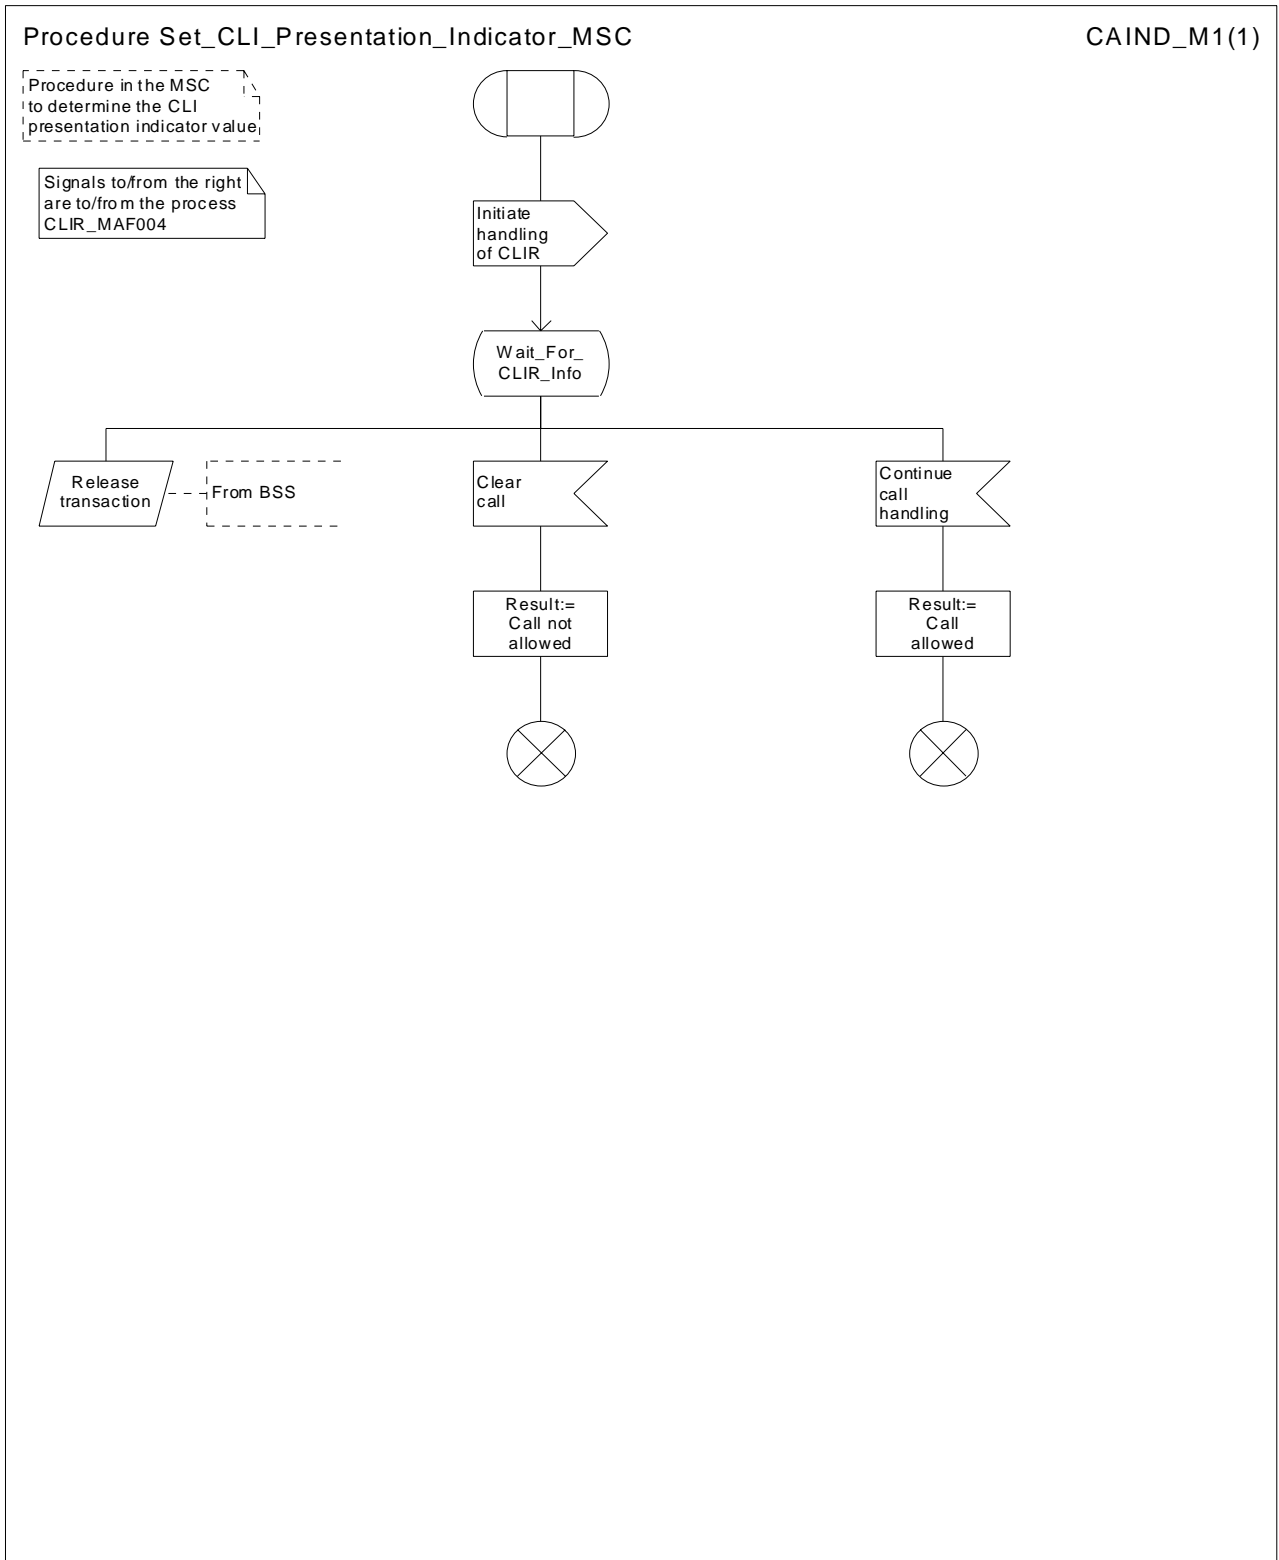 Procedure Set_CLI_Presentation_Indicator_MSC
CAIND_M1(1)
Procedure in the MSC
to determine the CLI
presentation indicator value
Signals to/from the right
are to/from the process
CLIR_MAF004
Initiate
handling
of CLIR
Wait_For_
CLIR_Info
Release
transaction
From BSS
Clear
call
Continue
call
handling
Result:=
Call not
allowed
Result:=
Call
allowed